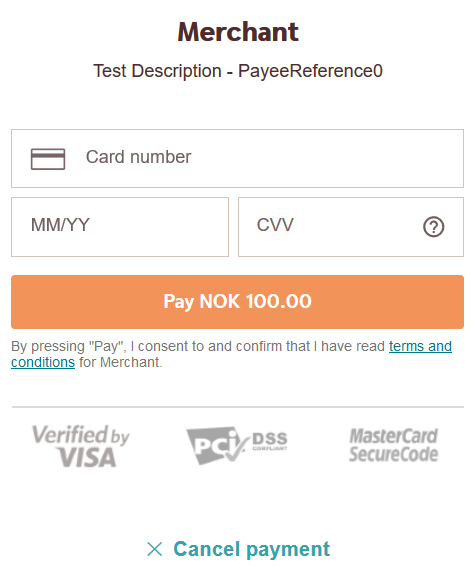 Merchant
Test Description - PayeeReference0
Card number
MM/YY
CVV
?
Pay NOK 100.00
By pressing "Pay", I consent to and confirm that I have read terms and
conditions for Merchant.
Verified by
VISA
PCI DSS
COMPLIANT
MasterCard
SecureCode
Cancel payment